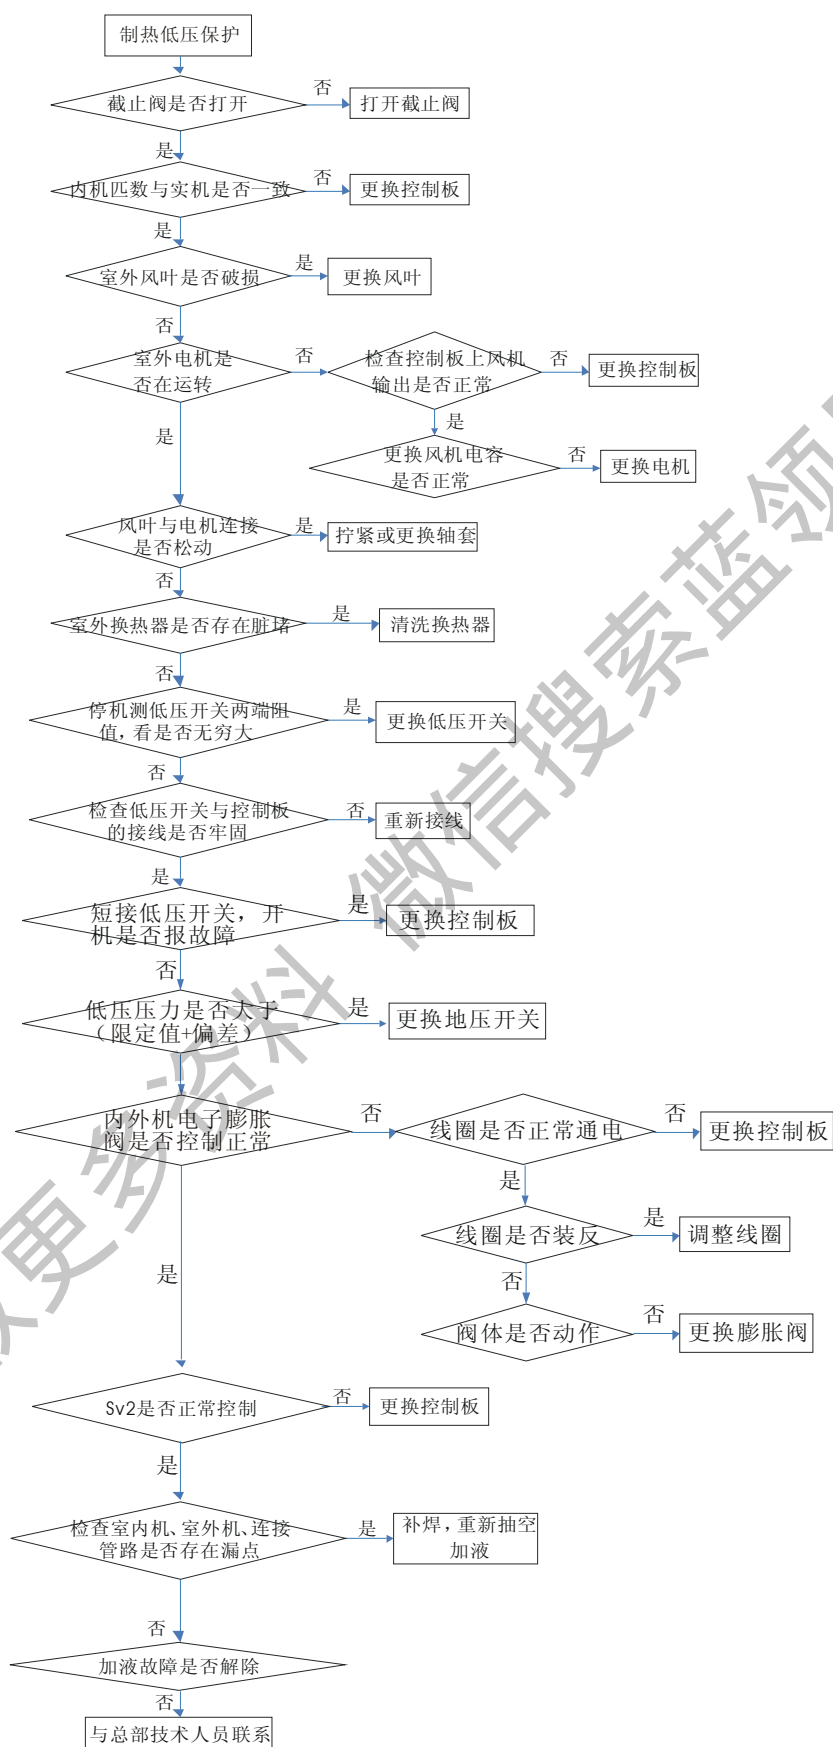 制热低压保护
截止阀是否打开
否
打开截止阀
是
内机匹数与实机是否一致
否
更换控制板
是
室外风叶是否破损
是
更换风叶
否
室外电机是
否在运转
否
检查控制板上风机
输出是否正常
否
更换控制板
是
是
更换风机电容
是否正常
否
更换电机
风叶与电机连接
是否松动
是
拧紧或更换轴套
否
室外换热器是否存在脏堵
是
清洗换热器
否
停机测低压开关两端阻
值,看是否无穷大
是
更换低压开关
否
检查低压开关与控制板
的接线是否牢固
否
重新接线
是
短接低压开关，开
机是否报故障
是
更换控制板
否
低压压力是否大于
（限定值+偏差）
是
更换地压开关
内外机电子膨胀
阀是否控制正常
否
线圈是否正常通电
否
更换控制板
是
线圈是否装反
是
调整线圈
是
否
阀体是否动作
否
更换膨胀阀
Sv2是否正常控制
否
更换控制板
是
检查室内机、室外机、连接
管路是否存在漏点
是
补焊,重新抽空
加液
否
加液故障是否解除
否
与总部技术人员联系
更多资料 微信搜索蓝领